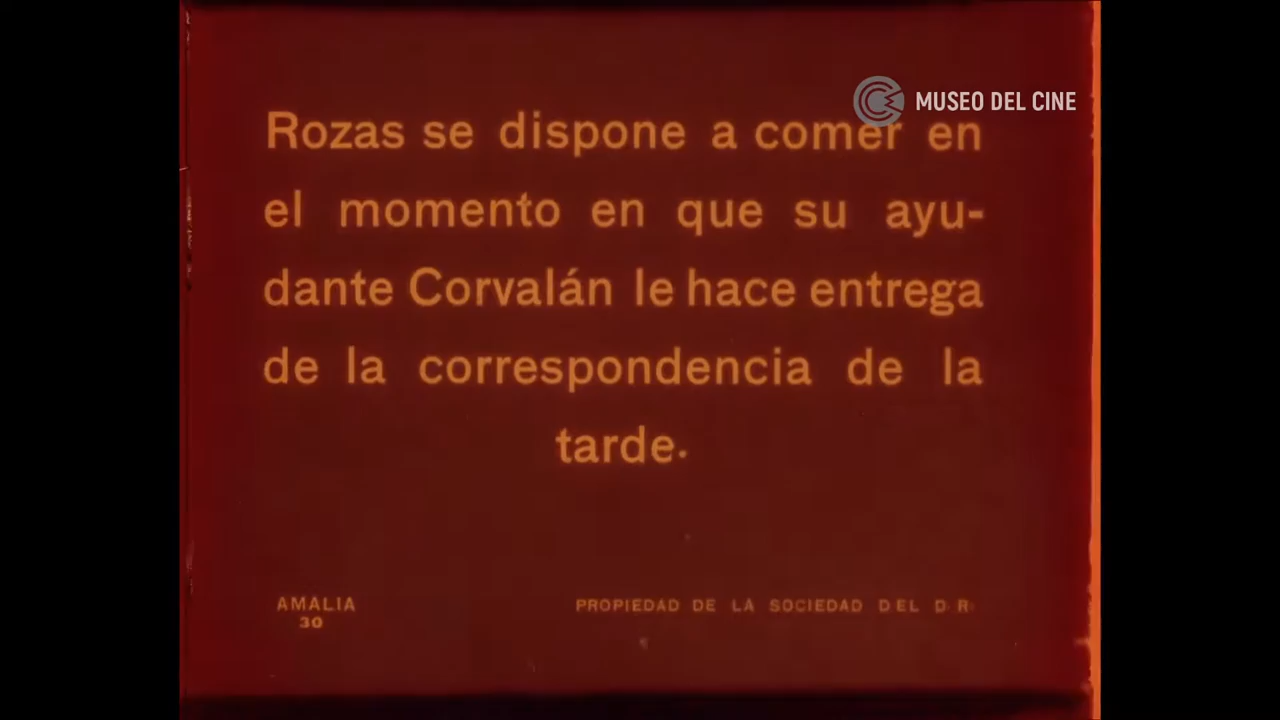 MUSEO DEL CINE
Rozas se dispone a comer en
el momento en que su ayu-
dante Corvalán le hace entrega
de la correspondencia de la
tarde.
AMALIA
30
PROPIEDAD DE LA SOCIEDAD DEL D. R.